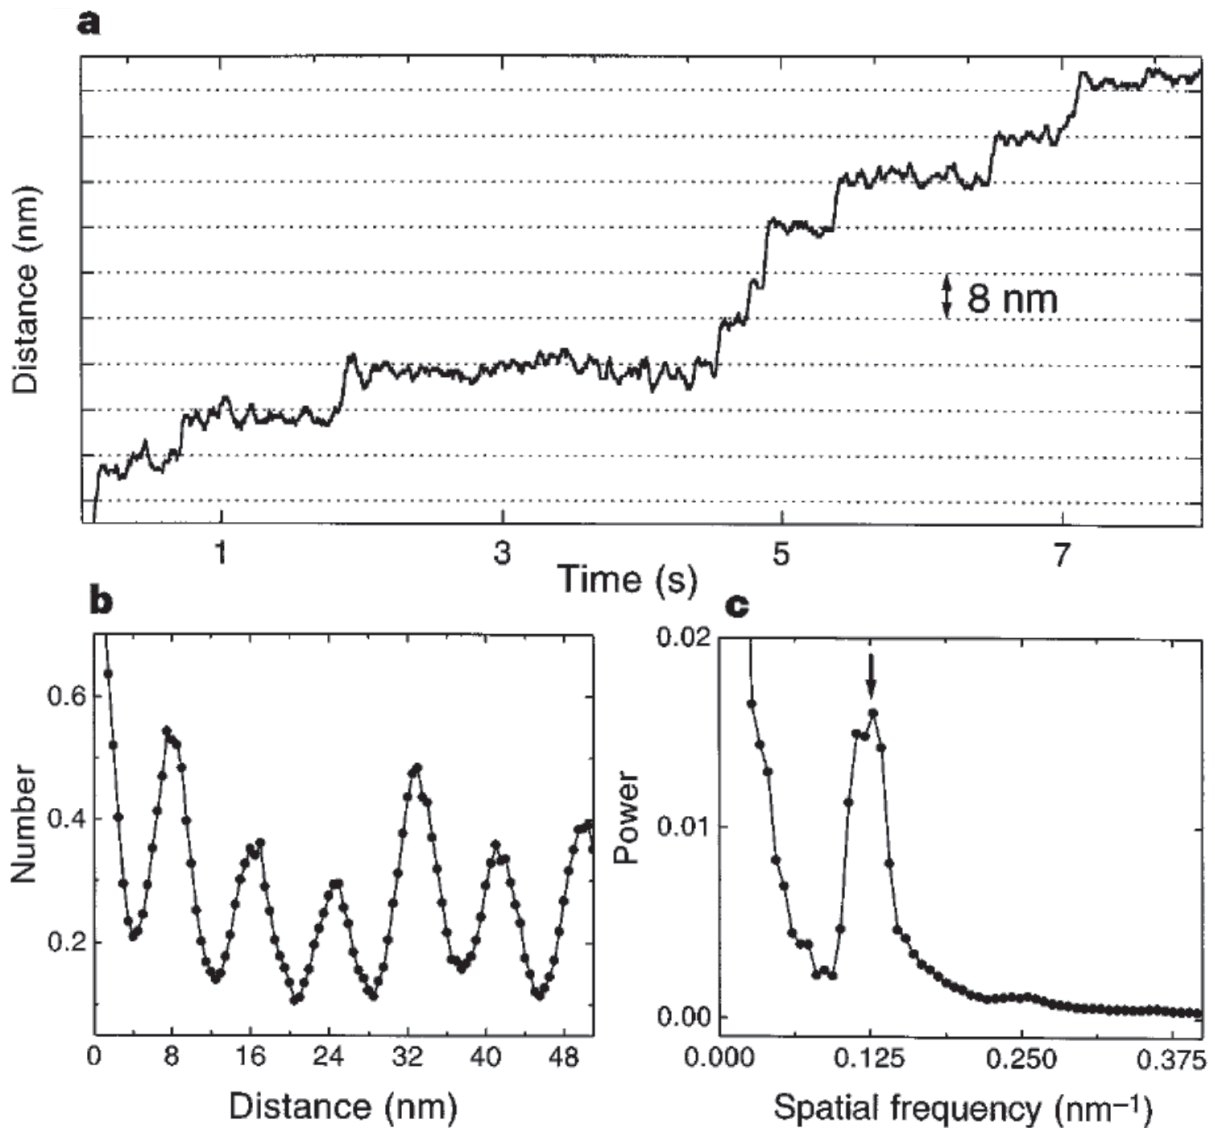 a
Distance (nm)
8 nm
1 3 5 7
Time (s)
b
Number
0.6
0.4
0.2
0 8 16 24 32 40 48
Distance (nm)
c
Power
0.02
0.01
0.00
0.000 0.125 0.250 0.375
Spatial frequency (nm–1)